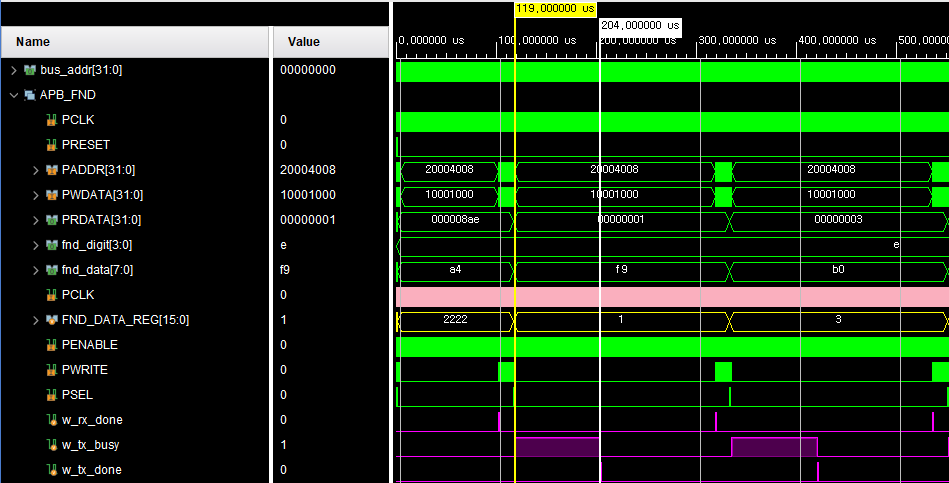 119,000000 us
204,000000 us
Name Value 0,000000 us 100,000000 us 200,000000 us 300,000000 us 400,000000 us 500,0000
bus_addr[31:0] 00000000
APB_FND
PCLK 0
PRESET 0
PADDR[31:0] 20004008 20004008 20004008 20004008
PWDATA[31:0] 10001000 10001000 10001000 10001000
PRDATA[31:0] 00000001 000008ae 00000001 00000003
fnd_digit[3:0] e e
fnd_data[7:0] f9 a4 f9 b0
PCLK 0
FND_DATA_REG[15:0] 1 2222 1 3
PENABLE 0
PWRITE 0
PSEL 0
w_rx_done 0
w_tx_busy 1
w_tx_done 0